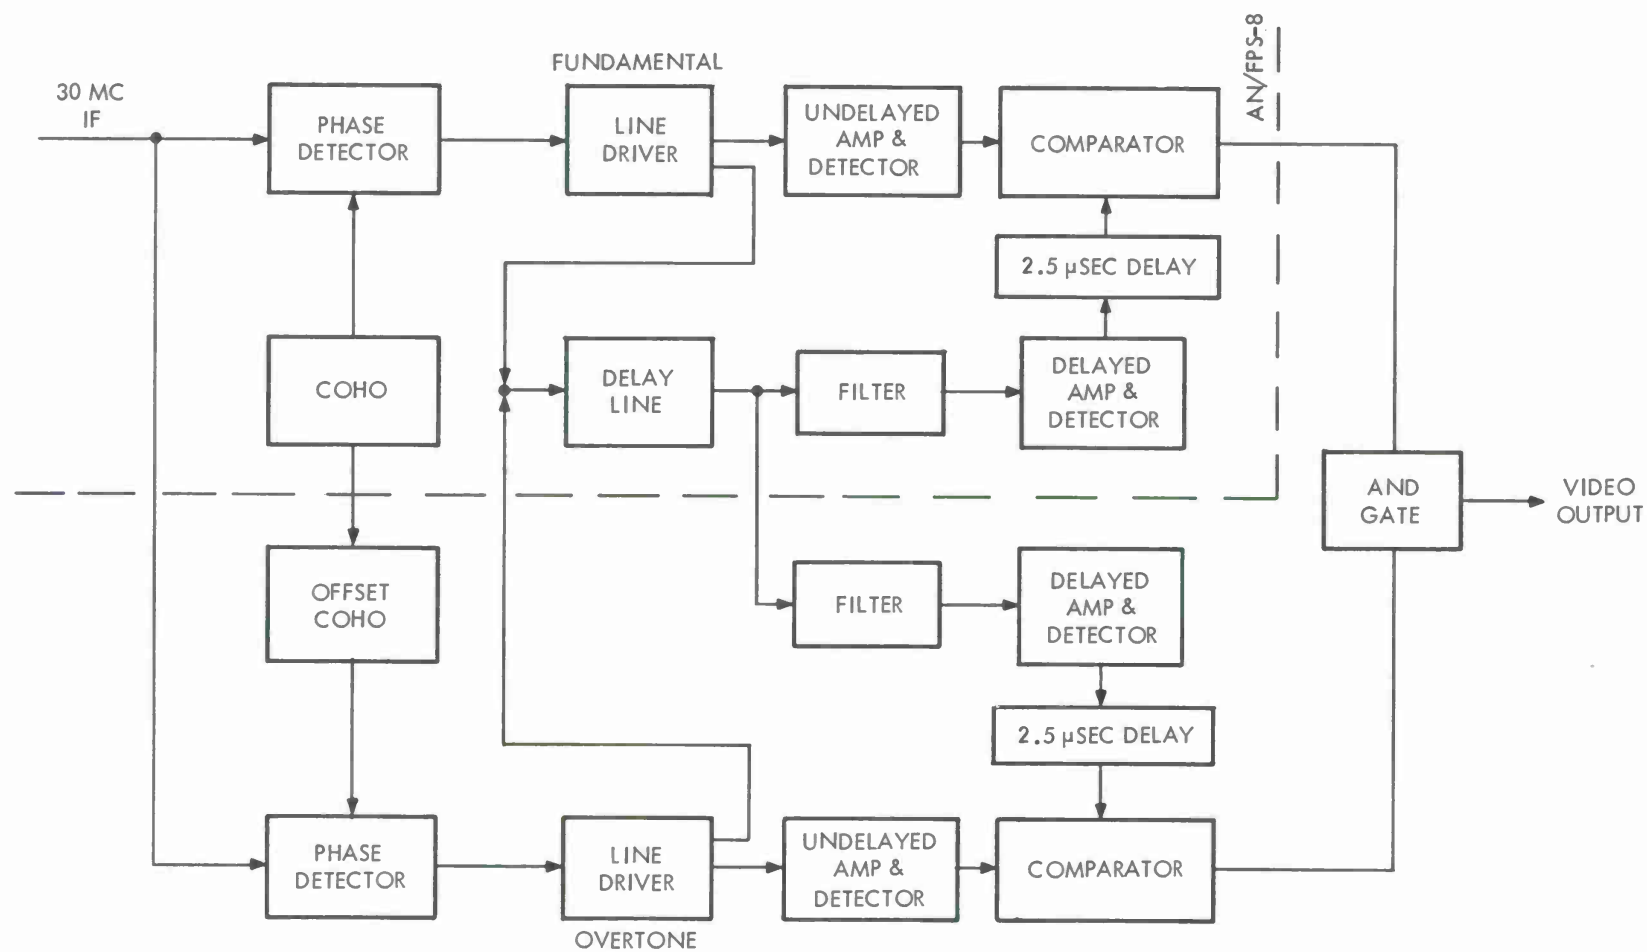 FUNDAMENTAL
AN/FPS-8
30 MC
IF
PHASE
DETECTOR
LINE
DRIVER
UNDELAYED
AMP &
DETECTOR
COMPARATOR
2.5 µSEC DELAY
COHO
DELAY
LINE
FILTER
DELAYED
AMP &
DETECTOR
AND
GATE
VIDEO
OUTPUT
OFFSET
COHO
FILTER
DELAYED
AMP &
DETECTOR
2.5 µSEC DELAY
PHASE
DETECTOR
LINE
DRIVER
UNDELAYED
AMP &
DETECTOR
COMPARATOR
OVERTONE